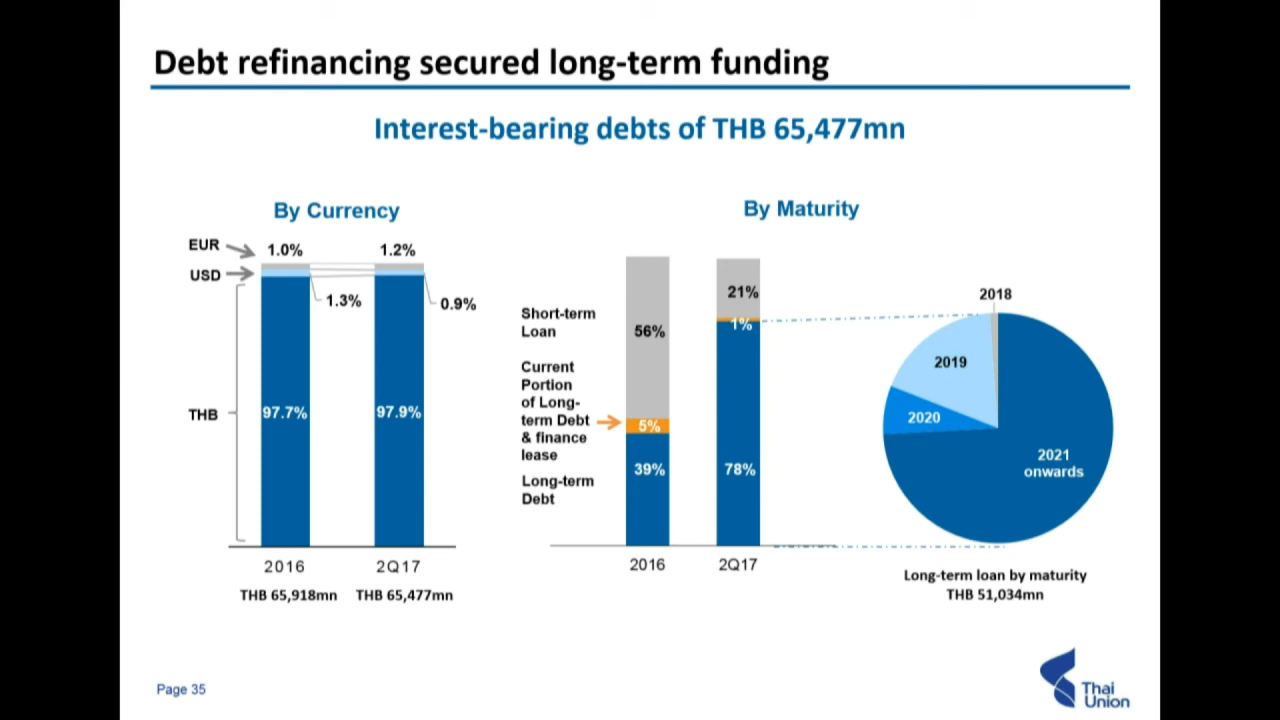 Debt refinancing secured long-term funding
Interest-bearing debts of THB 65,477mn
By Currency
EUR
1.0%
1.2%
USD
1.3%
0.9%
THB
97.7%
97.9%
2016
2Q17
THB 65,918mn
THB 65,477mn
By Maturity
Short-term
Loan
Current
Portion
of Long-
term Debt
& finance
lease
Long-term
Debt
56%
5%
39%
21%
1%
78%
2016
2Q17
2018
2019
2020
2021
onwards
Long-term loan by maturity
THB 51,034mn
Page 35
Thai
Union